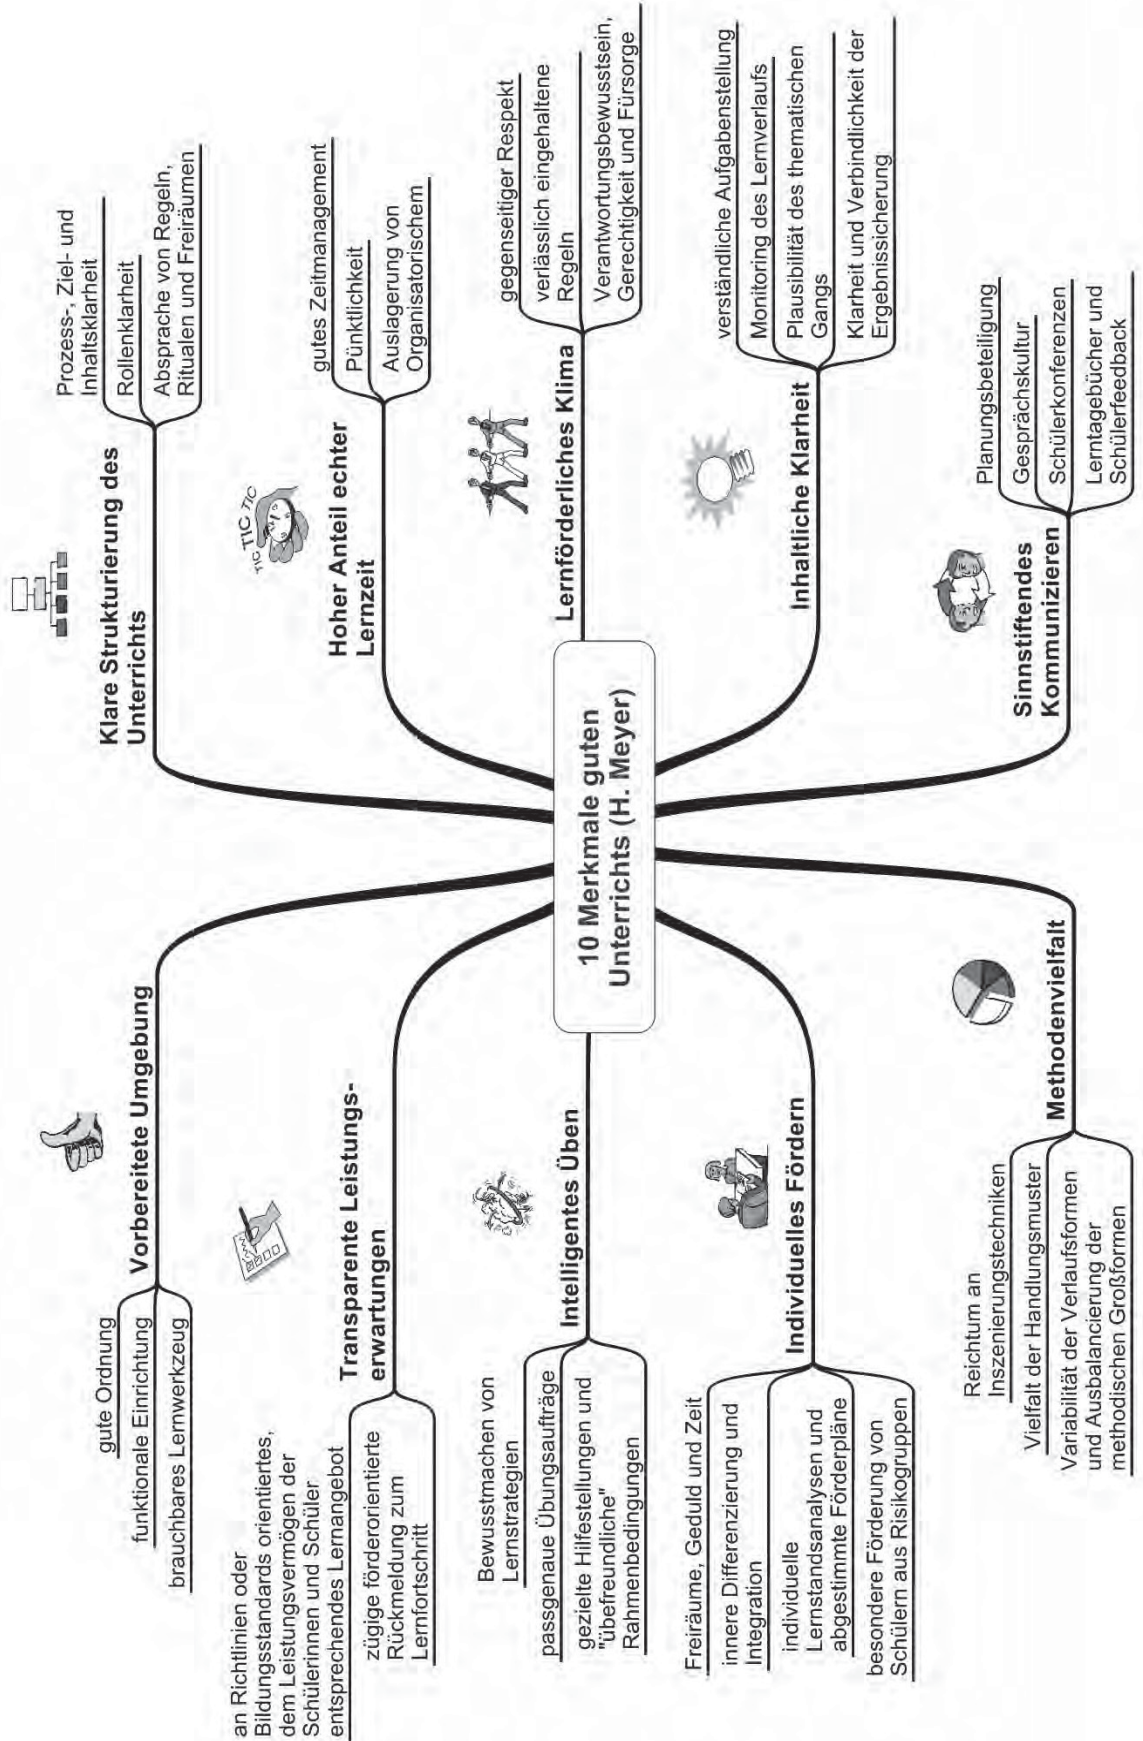 10 Merkmale guten
Unterrichts (H. Meyer)
Klare Strukturierung des
Unterrichts
Prozess-, Ziel- und
Inhaltsklarheit
Rollenklarheit
Absprache von Regeln,
Ritualen und Freiräumen
TIC TIC TIC
Hoher Anteil echter
Lernzeit
gutes Zeitmanagement
Pünktlichkeit
Auslagerung von
Organisatorischem
Lernförderliches Klima
gegenseitiger Respekt
verlässlich eingehaltene
Regeln
Verantwortungsbewusstsein,
Gerechtigkeit und Fürsorge
Inhaltliche Klarheit
verständliche Aufgabenstellung
Monitoring des Lernverlaufs
Plausibilität des thematischen
Gangs
Klarheit und Verbindlichkeit der
Ergebnissicherung
Sinnstiftendes
Kommunizieren
Planungsbeteiligung
Gesprächskultur
Schülerkonferenzen
Lerntagebücher und
Schülerfeedback
Vorbereitete Umgebung
gute Ordnung
funktionale Einrichtung
brauchbares Lernwerkzeug
Transparente Leistungs-
erwartungen
an Richtlinien oder
Bildungsstandards orientiertes,
dem Leistungsvermögen der
Schülerinnen und Schüler
entsprechendes Lernangebot
zügige förderorientierte
Rückmeldung zum
Lernfortschritt
Intelligentes Üben
Bewusstmachen von
Lernstrategien
passgenaue Übungsaufträge
gezielte Hilfestellungen und
"übefreundliche"
Rahmenbedingungen
Individuelles Fördern
Freiräume, Geduld und Zeit
innere Differenzierung und
Integration
individuelle
Lernstandsanalysen und
abgestimmte Förderpläne
besondere Förderung von
Schülern aus Risikogruppen
Methodenvielfalt
Reichtum an
Inszenierungstechniken
Vielfalt der Handlungsmuster
Variabilität der Verlaufsformen
und Ausbalancierung der
methodischen Großformen